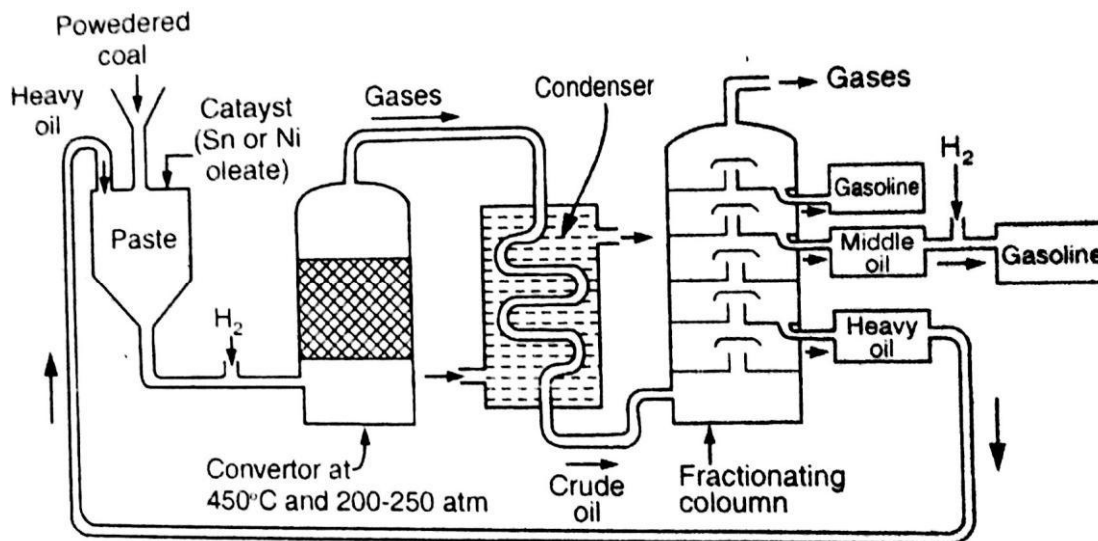 Powedered
coal
Heavy
oil
Catayst
(Sn or Ni
oleate)
Paste
H₂
Gases
Convertor at
450°C and 200-250 atm
Condenser
Crude
oil
Gases
Fractionating
coloumn
Gasoline
H₂
Middle
oil
Gasoline
Heavy
oil